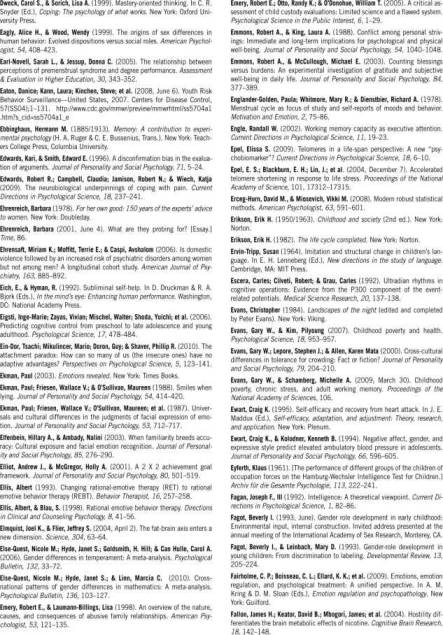 Dweck, Carol S., & Sorich, Lisa A. (1999). Mastery-oriented thinking. In C. R.
Snyder (Ed.), Coping: The psychology of what works. New York: Oxford Uni-
versity Press.
Eagly, Alice H., & Wood, Wendy (1999). The origins of sex differences in
human behavior: Evolved dispositions versus social roles. American Psychol-
ogist, 54, 408-423.
Earl-Novell, Sarah L., & Jessup, Donna C. (2005). The relationship between
perceptions of premenstrual syndrome and degree performance. Assessment
& Evaluation in Higher Education, 30, 343-352.
Eaton, Danice; Kann, Laura; Kinchen, Steve; et al. (2008, June 6). Youth Risk
Behavior Surveillance—United States, 2007. Centers for Disease Control,
57(SS04);1-131. http://www.cdc.gov/mmwr/preview/mmwrhtml/ss5704a1
.htm?s_cid=ss5704a1_e
Ebbinghaus, Hermann M. (1885/1913). Memory: A contribution to experi-
mental psychology (H. A. Ruger & C. E. Bussenius, Trans.). New York: Teach-
ers College Press, Columbia University.
Edwards, Kari, & Smith, Edward E. (1996). A disconfirmation bias in the evalua-
tion of arguments. Journal of Personality and Social Psychology, 71, 5-24.
Edwards, Robert R.; Campbell, Claudia; Jamison, Robert N.; & Wiech, Katja
(2009). The neurobiological underpinnings of coping with pain. Current
Directions in Psychological Science, 18, 237-241.
Ehrenreich, Barbara (1978). For her own good: 150 years of the experts' advice
to women. New York: Doubleday.
Ehrenreich, Barbara (2001, June 4). What are they probing for? [Essay.]
Time, 86.
Ehrensaft, Miriam K.; Moffitt, Terrie E.; & Caspi, Avshalom (2006). Is domestic
violence followed by an increased risk of psychiatric disorders among women
but not among men? A longitudinal cohort study. American Journal of Psy-
chiatry, 163, 885-892.
Eich, E., & Hyman, R. (1992). Subliminal self-help. In D. Druckman & R. A.
Bjork (Eds.), In the mind's eye: Enhancing human performance. Washington,
DC: National Academy Press.
Eigsti, Inge-Marie; Zayas, Vivian; Mischel, Walter; Shoda, Yuichi; et al. (2006).
Predicting cognitive control from preschool to late adolescence and young
adulthood. Psychological Science, 17, 478-484.
Ein-Dor, Tsachi; Mikulincer, Mario; Doron, Guy; & Shaver, Phillip R. (2010). The
attachment paradox: How can so many of us (the insecure ones) have no
adaptive advantages? Perspectives on Psychological Science, 5, 123-141.
Ekman, Paul (2003). Emotions revealed. New York: Times Books.
Ekman, Paul; Friesen, Wallace V.; & O'Sullivan, Maureen (1988). Smiles when
lying. Journal of Personality and Social Psychology, 54, 414-420.
Ekman, Paul; Friesen, Wallace V.; O'Sullivan, Maureen; et al. (1987). Univer-
sals and cultural differences in the judgments of facial expression of emo-
tion. Journal of Personality and Social Psychology, 53, 712-717.
Elfenbein, Hillary A., & Ambady, Nalini (2003). When familiarity breeds accu-
racy: Cultural exposure and facial emotion recognition. Journal of Personal-
ity and Social Psychology, 85, 276-290.
Elliot, Andrew J., & McGregor, Holly A. (2001). A 2 X 2 achievement goal
framework. Journal of Personality and Social Psychology, 80, 501-519.
Ellis, Albert (1993). Changing rational-emotive therapy (RET) to rational
emotive behavior therapy (REBT). Behavior Therapist, 16, 257-258.
Ellis, Albert, & Blau, S. (1998). Rational emotive behavior therapy. Directions
in Clinical and Counseling Psychology, 8, 41-56.
Elmquist, Joel K., & Flier, Jeffrey S. (2004, April 2). The fat-brain axis enters a
new dimension. Science, 304, 63-64.
Else-Quest, Nicole M.; Hyde, Janet S.; Goldsmith, H. Hill; & Van Hulle, Carol A.
(2006). Gender differences in temperament: A meta-analysis. Psychological
Bulletin, 132, 33-72.
Else-Quest, Nicole M.; Hyde, Janet S.; & Linn, Marcia C. (2010). Cross-
national patterns of gender differences in mathematics: A meta-analysis.
Psychological Bulletin, 136, 103-127.
Emery, Robert E., & Laumann-Billings, Lisa (1998). An overview of the nature,
causes, and consequences of abusive family relationships. American Psy-
chologist, 53, 121-135.
Emery, Robert E.; Otto, Randy K.; & O'Donohue, William T. (2005). A critical as-
sessment of child custody evaluations: Limited science and a flawed system.
Psychological Science in the Public Interest, 6, 1-29.
Emmons, Robert A., & King, Laura A. (1988). Conflict among personal striv-
ings: Immediate and long-term implications for psychological and physical
well-being. Journal of Personality and Social Psychology, 54, 1040-1048.
Emmons, Robert A., & McCullough, Michael E. (2003). Counting blessings
versus burdens: An experimental investigation of gratitude and subjective
well-being in daily life. Journal of Personality and Social Psychology, 84,
377-389.
Englander-Golden, Paula; Whitmore, Mary R.; & Dienstbier, Richard A. (1978).
Menstrual cycle as focus of study and self-reports of moods and behavior.
Motivation and Emotion, 2, 75-86.
Engle, Randall W. (2002). Working memory capacity as executive attention.
Current Directions in Psychological Science, 11, 19-23.
Epel, Elissa S. (2009). Telomeres in a life-span perspective: A new "psy-
chobiomarker"? Current Directions in Psychological Science, 18, 6-10.
Epel, E. S.; Blackburn, E. H.; Lin, J.; et al. (2004, December 7). Accelerated
telomere shortening in response to life stress. Proceedings of the National
Academy of Science, 101, 17312-17315.
Erceg-Hurn, David M., & Mirosevich, Vikki M. (2008). Modern robust statistical
methods. American Psychologist, 63, 591-601.
Erikson, Erik H. (1950/1963). Childhood and society (2nd ed.). New York:
Norton.
Erikson, Erik H. (1982). The life cycle completed. New York: Norton.
Ervin-Tripp, Susan (1964). Imitation and structural change in children's lan-
guage. In E. H. Lenneberg (Ed.), New directions in the study of language.
Cambridge, MA: MIT Press.
Escera, Carles; Cilveti, Robert; & Grau, Carles (1992). Ultradian rhythms in
cognitive operations: Evidence from the P300 component of the event-
related potentials. Medical Science Research, 20, 137-138.
Evans, Christopher (1984). Landscapes of the night (edited and completed
by Peter Evans). New York: Viking.
Evans, Gary W., & Kim, Pilyoung (2007). Childhood poverty and health.
Psychological Science, 18, 953-957.
Evans, Gary W.; Lepore, Stephen J.; & Allen, Karen Mata (2000). Cross-cultural
differences in tolerance for crowding: Fact or fiction? Journal of Personality
and Social Psychology, 79, 204-210.
Evans, Gary W., & Schamberg, Michelle A. (2009, March 30). Childhood
poverty, chronic stress, and adult working memory. Proceedings of the
National Academy of Sciences, 106.
Ewart, Craig K. (1995). Self-efficacy and recovery from heart attack. In J. E.
Maddux (Ed.), Self-efficacy, adaptation, and adjustment: Theory, research,
and application. New York: Plenum.
Ewart, Craig K., & Kolodner, Kenneth B. (1994). Negative affect, gender, and
expressive style predict elevated ambulatory blood pressure in adolescents.
Journal of Personality and Social Psychology, 66, 596-605.
Eyferth, Klaus (1961). [The performance of different groups of the children of
occupation forces on the Hamburg-Wechsler Intelligence Test for Children.]
Archiv für die Gesamte Psychologie, 113, 222-241.
Fagan, Joseph F., III (1992). Intelligence: A theoretical viewpoint. Current Di-
rections in Psychological Science, 1, 82-86.
Fagot, Beverly I. (1993, June). Gender role development in early childhood:
Environmental input, internal construction. Invited address presented at the
annual meeting of the International Academy of Sex Research, Monterey, CA.
Fagot, Beverly I., & Leinbach, Mary D. (1993). Gender-role development in
young children: From discrimination to labeling. Developmental Review, 13,
205-224.
Fairholme, C. P.; Boisseau, C. L.; Ellard, K. K.; et al. (2009). Emotions, emotion
regulation, and psychological treatment: A unified perspective. In A. M.
Kring & D. M. Sloan (Eds.), Emotion regulation and psychopathology. New
York: Guilford.
Fallon, James H.; Keator, David B.; Mbogori, James; et al. (2004). Hostility dif-
ferentiates the brain metabolic effects of nicotine. Cognitive Brain Research,
18, 142-148.